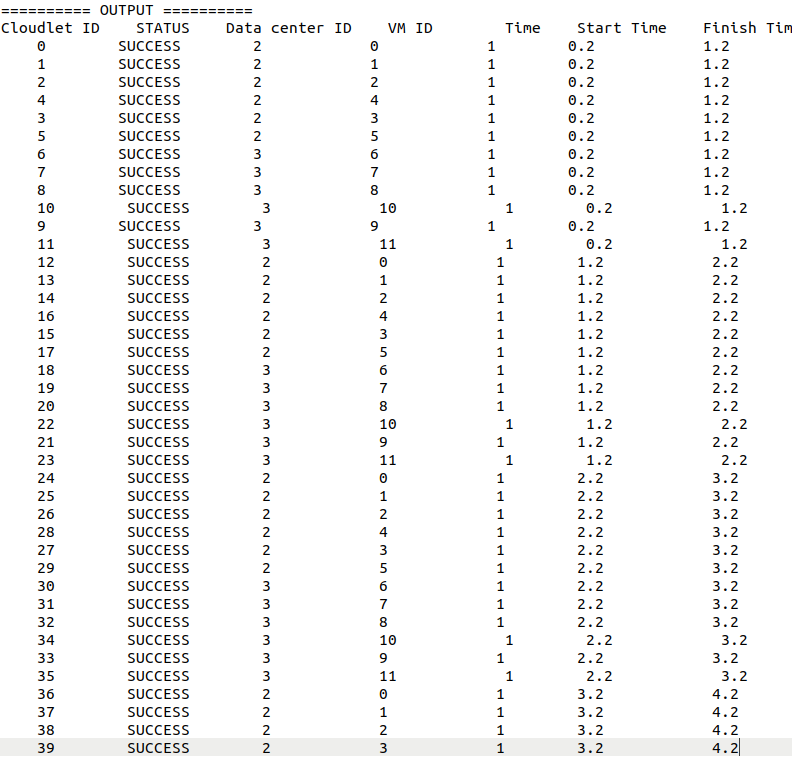 ========== OUTPUT ==========
Cloudlet ID    STATUS    Data center ID    VM ID        Time    Start Time    Finish Tim
    0        SUCCESS        2            0            1        0.2            1.2
    1        SUCCESS        2            1            1        0.2            1.2
    2        SUCCESS        2            2            1        0.2            1.2
    4        SUCCESS        2            4            1        0.2            1.2
    3        SUCCESS        2            3            1        0.2            1.2
    5        SUCCESS        2            5            1        0.2            1.2
    6        SUCCESS        3            6            1        0.2            1.2
    7        SUCCESS        3            7            1        0.2            1.2
    8        SUCCESS        3            8            1        0.2            1.2
    10        SUCCESS        3            10            1        0.2            1.2
    9        SUCCESS        3            9            1        0.2            1.2
    11        SUCCESS        3            11            1        0.2            1.2
    12        SUCCESS        2            0            1        1.2            2.2
    13        SUCCESS        2            1            1        1.2            2.2
    14        SUCCESS        2            2            1        1.2            2.2
    16        SUCCESS        2            4            1        1.2            2.2
    15        SUCCESS        2            3            1        1.2            2.2
    17        SUCCESS        2            5            1        1.2            2.2
    18        SUCCESS        3            6            1        1.2            2.2
    19        SUCCESS        3            7            1        1.2            2.2
    20        SUCCESS        3            8            1        1.2            2.2
    22        SUCCESS        3            10            1        1.2            2.2
    21        SUCCESS        3            9            1        1.2            2.2
    23        SUCCESS        3            11            1        1.2            2.2
    24        SUCCESS        2            0            1        2.2            3.2
    25        SUCCESS        2            1            1        2.2            3.2
    26        SUCCESS        2            2            1        2.2            3.2
    28        SUCCESS        2            4            1        2.2            3.2
    27        SUCCESS        2            3            1        2.2            3.2
    29        SUCCESS        2            5            1        2.2            3.2
    30        SUCCESS        3            6            1        2.2            3.2
    31        SUCCESS        3            7            1        2.2            3.2
    32        SUCCESS        3            8            1        2.2            3.2
    34        SUCCESS        3            10            1        2.2            3.2
    33        SUCCESS        3            9            1        2.2            3.2
    35        SUCCESS        3            11            1        2.2            3.2
    36        SUCCESS        2            0            1        3.2            4.2
    37        SUCCESS        2            1            1        3.2            4.2
    38        SUCCESS        2            2            1        3.2            4.2
    39        SUCCESS        2            3            1        3.2            4.2